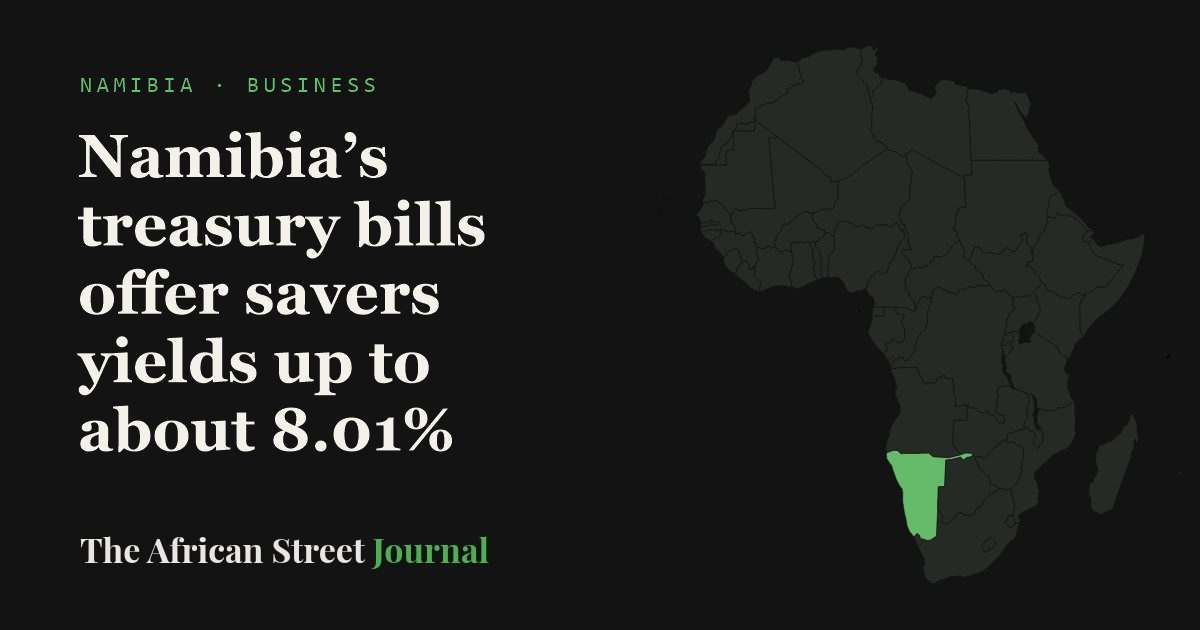 NAMIBIA · BUSINESS
Namibia’s
treasury bills
offer savers
yields up to
about 8.01%
The African Street Journal